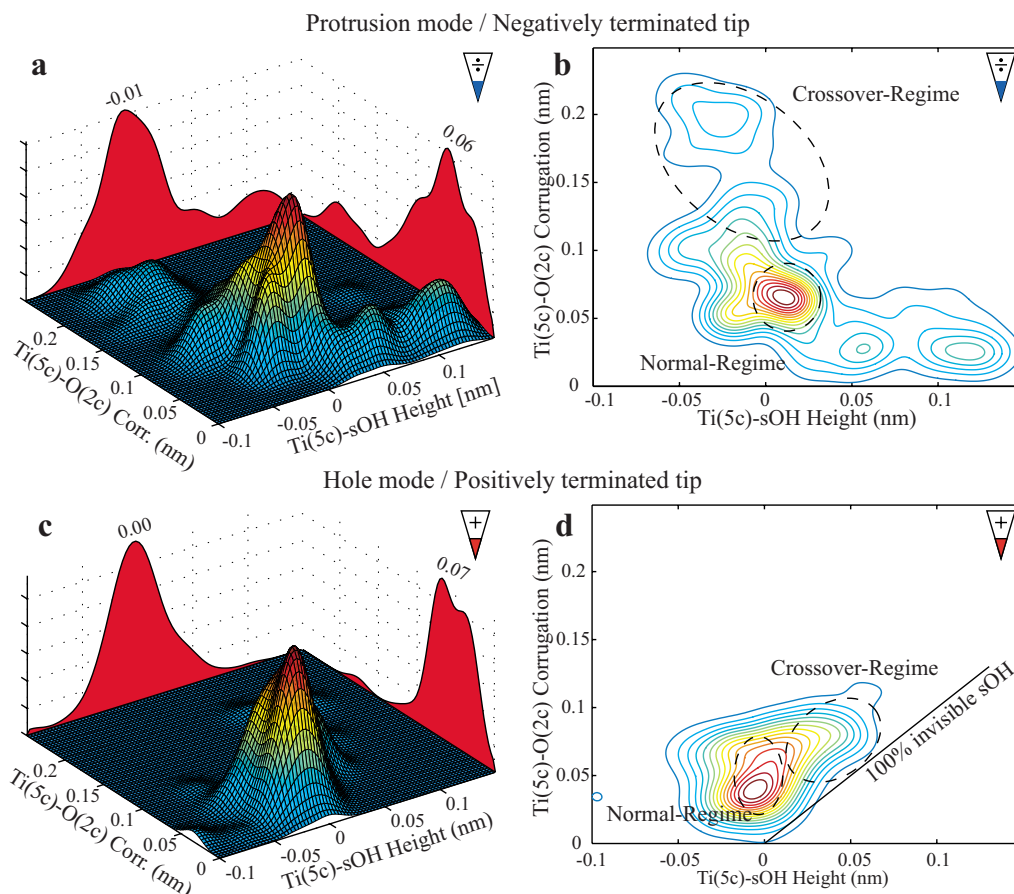 Protrusion mode / Negatively terminated tip
a
÷
-0.01
0.06
0.2
0.15
0.1
0.05
0
-0.1
-0.05
0
0.05
0.1
Ti(5c)-O(2c) Corr. (nm)
Ti(5c)-sOH Height [nm]
b
÷
Crossover-Regime
Normal-Regime
0.2
0.15
0.1
0.05
0
-0.1
-0.05
0
0.05
0.1
Ti(5c)-O(2c) Corrugation (nm)
Ti(5c)-sOH Height (nm)
Hole mode / Positively terminated tip
c
+
0.00
0.07
0.2
0.15
0.1
0.05
0
-0.1
-0.05
0
0.05
0.1
Ti(5c)-O(2c) Corr. (nm)
Ti(5c)-sOH Height (nm)
d
+
Crossover-Regime
100% invisible sOH
Normal-Regime
0.2
0.15
0.1
0.05
0
-0.1
-0.05
0
0.05
0.1
Ti(5c)-O(2c) Corrugation (nm)
Ti(5c)-sOH Height (nm)